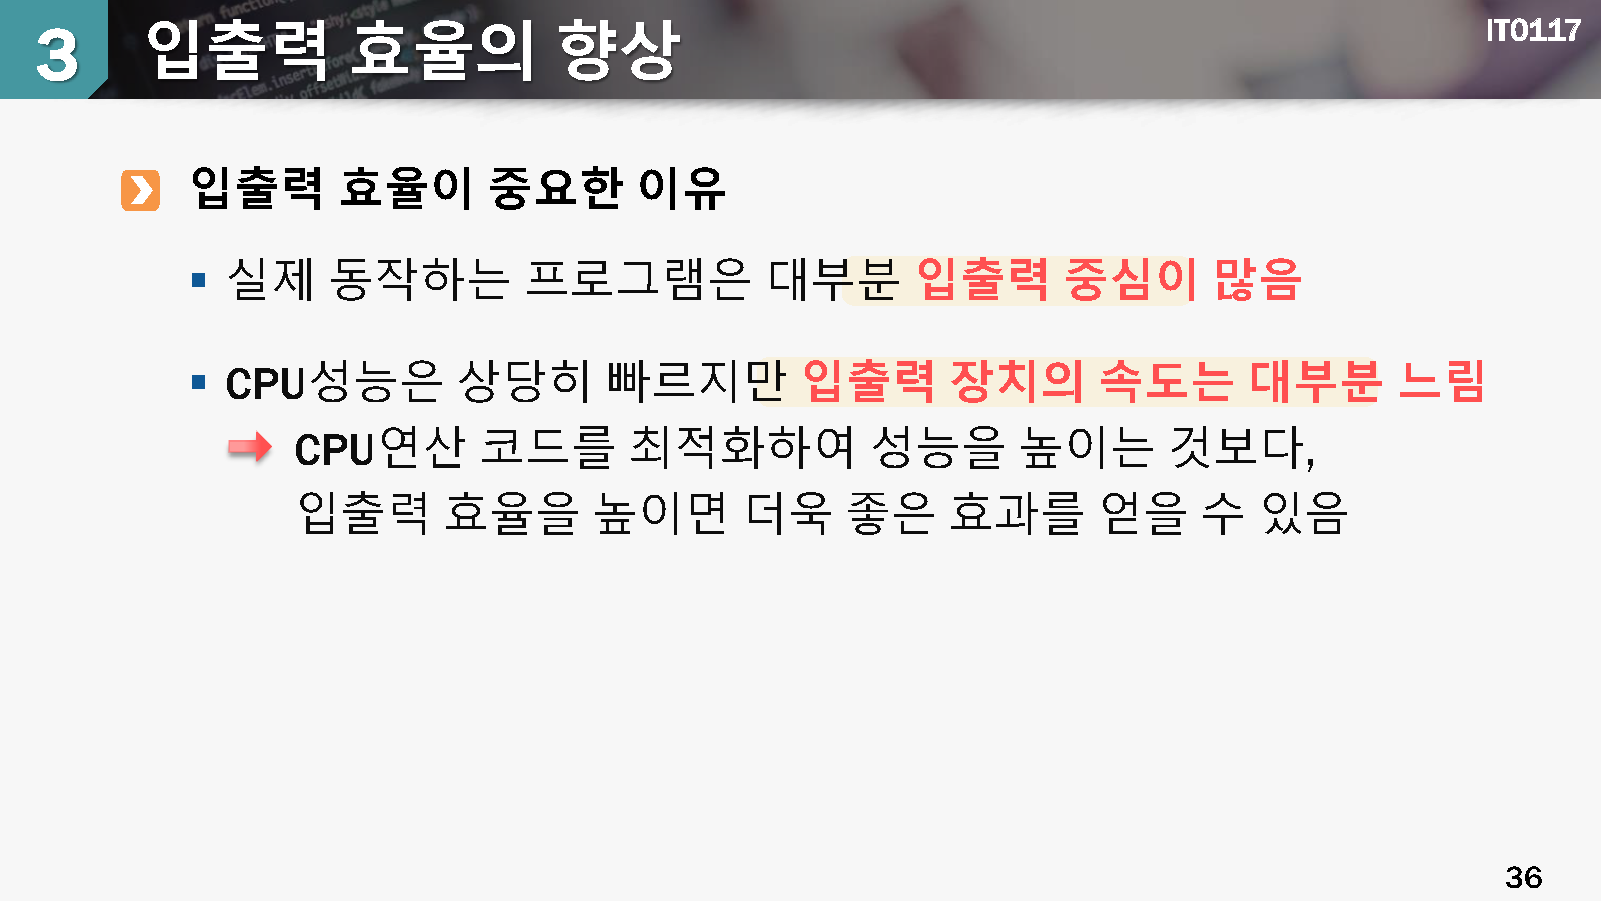 3
입출력 효율의 향상
IT0117
입출력 효율이 중요한 이유
실제 동작하는 프로그램은 대부분 입출력 중심이 많음
CPU성능은 상당히 빠르지만 입출력 장치의 속도는 대부분 느림
CPU연산 코드를 최적화하여 성능을 높이는 것보다,
입출력 효율을 높이면 더욱 좋은 효과를 얻을 수 있음
36